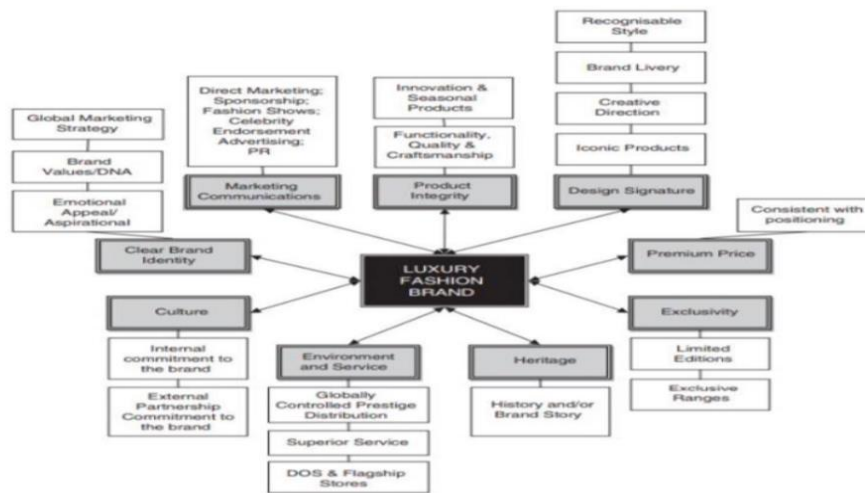 Global Marketing
Strategy
Brand
Values/DNA
Emotional
Appeal/
Aspirational
Clear Brand
Identity
Direct Marketing;
Sponsorship;
Fashion Shows;
Celebrity
Endorsement
Advertising;
PR
Marketing
Communications
Innovation &
Seasonal
Products
Functionality,
Quality &
Craftsmanship
Product
Integrity
Recognisable
Style
Brand Livery
Creative
Direction
Iconic Products
Design Signature
Consistent with
positioning
Premium Price
LUXURY
FASHION
BRAND
Culture
Internal
commitment to
the brand
External
Partnership
Commitment to
the brand
Environment
and Service
Globally
Controlled Prestige
Distribution
Superior Service
DOS & Flagship
Stores
Heritage
History and/or
Brand Story
Exclusivity
Limited
Editions
Exclusive
Ranges